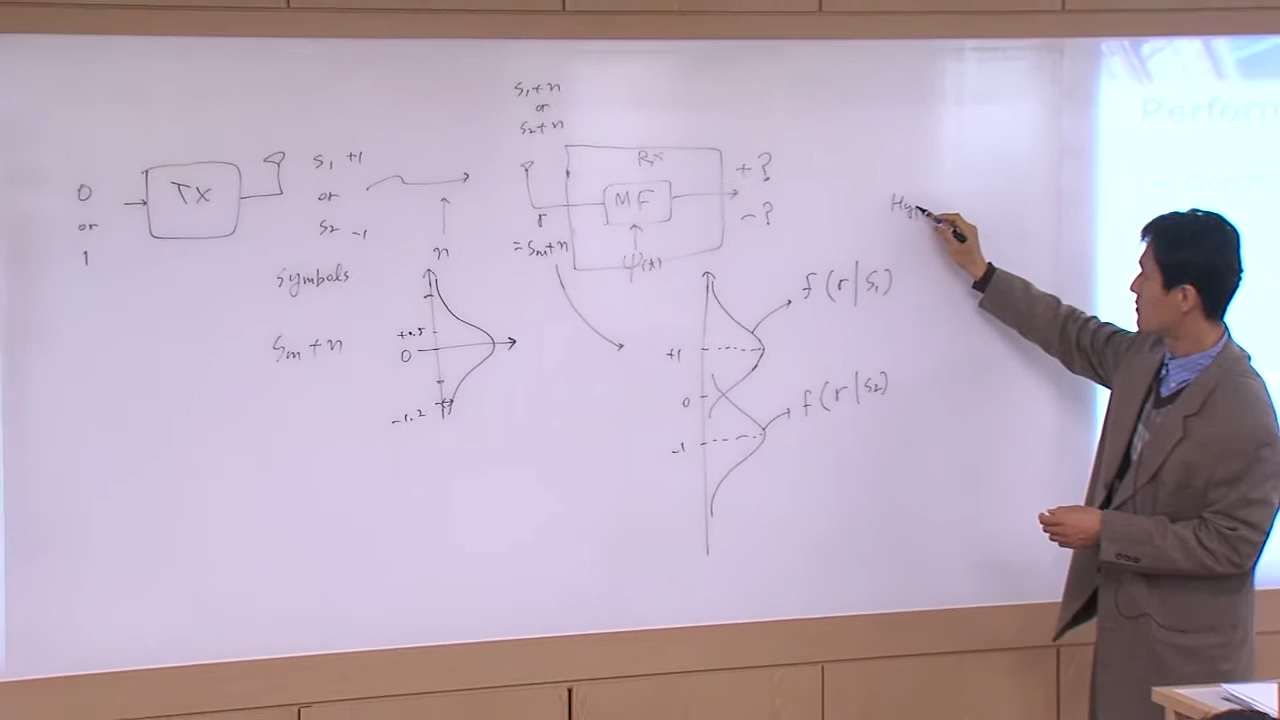 0
or
1
TX
s₁ +1
or
s₂ -1
symbols
sₘ+n
n
+0.5
0
-1.2
s₁+n
or
s₂+n
Rx
MF
r
= sₘ+n
ψ(t)
+?
-?
+1
0
-1
f(r|s₁)
f(r|s₂)
Hyp
Perform